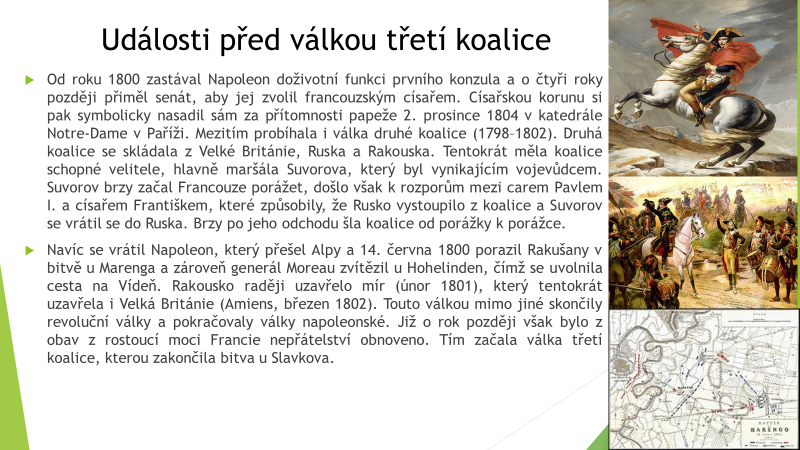 Události před válkou třetí koalice
Od roku 1800 zastával Napoleon doživotní funkci prvního konzula a o čtyři roky
později přiměl senát, aby jej zvolil francouzským císařem. Císařskou korunu si
pak symbolicky nasadil sám za přítomnosti papeže 2. prosince 1804 v katedrále
Notre-Dame v Paříži. Mezitím probíhala i válka druhé koalice (1798–1802). Druhá
koalice se skládala z Velké Británie, Ruska a Rakouska. Tentokrát měla koalice
schopné velitele, hlavně maršála Suvorova, který byl vynikajícím vojevůdcem.
Suvorov brzy začal Francouze porážet, došlo však k rozporům mezi carem Pavlem
I. a císařem Františkem, které způsobily, že Rusko vystoupilo z koalice a Suvorov
se vrátil se do Ruska. Brzy po jeho odchodu šla koalice od porážky k porážce.
Navíc se vrátil Napoleon, který přešel Alpy a 14. června 1800 porazil Rakušany v
bitvě u Marenga a zároveň generál Moreau zvítězil u Hohelinden, čímž se uvolnila
cesta na Vídeň. Rakousko raději uzavřelo mír (únor 1801), který tentokrát
uzavřela i Velká Británie (Amiens, březen 1802). Touto válkou mimo jiné skončily
revoluční války a pokračovaly války napoleonské. Již o rok později však bylo z
obav z rostoucí moci Francie nepřátelství obnoveno. Tím začala válka třetí
koalice, kterou zakončila bitva u Slavkova.
BATTLE
MARENGO